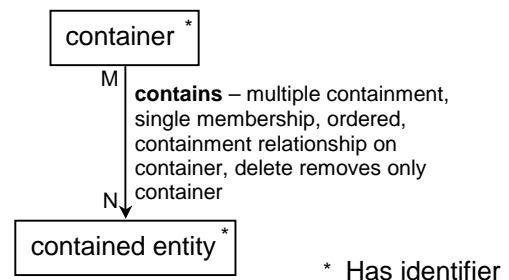 container *
M
contains – multiple containment,
single membership, ordered,
containment relationship on
container, delete removes only
container
N
contained entity *
* Has identifier